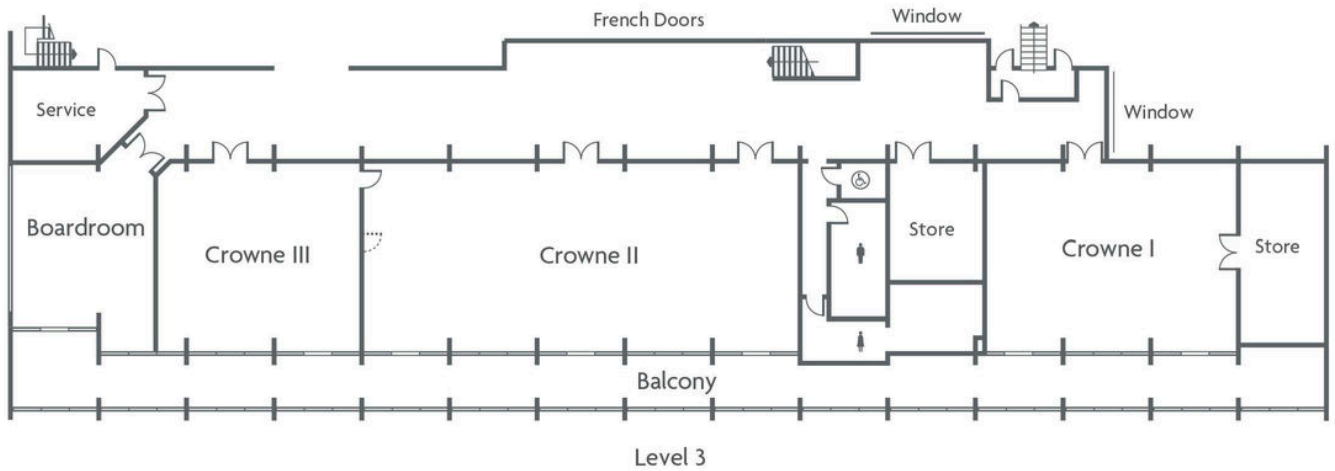 French Doors
Window
Service
Window
Boardroom
Crowne III
Crowne II
Store
Crowne I
Store
Balcony
Level 3